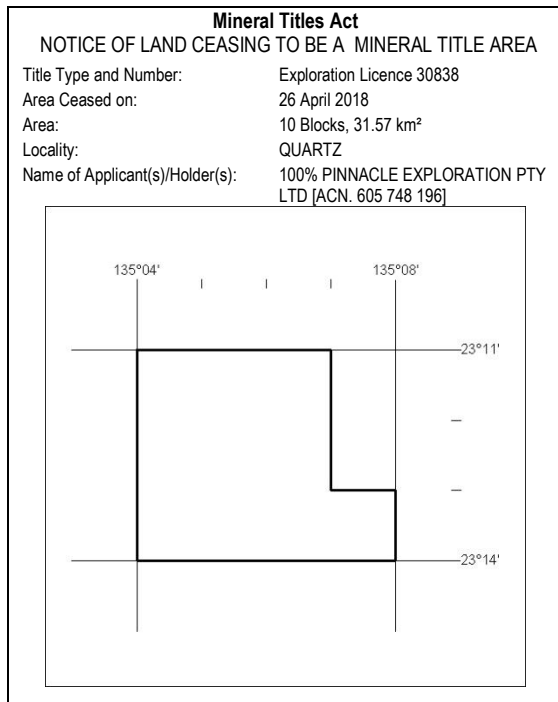 Mineral Titles Act
NOTICE OF LAND CEASING TO BE A MINERAL TITLE AREA
Title Type and Number: Exploration Licence 30838
Area Ceased on: 26 April 2018
Area: 10 Blocks, 31.57 km²
Locality: QUARTZ
Name of Applicant(s)/Holder(s): 100% PINNACLE EXPLORATION PTY
LTD [ACN. 605 748 196]
135°04' 135°08'
23°11'
23°14'